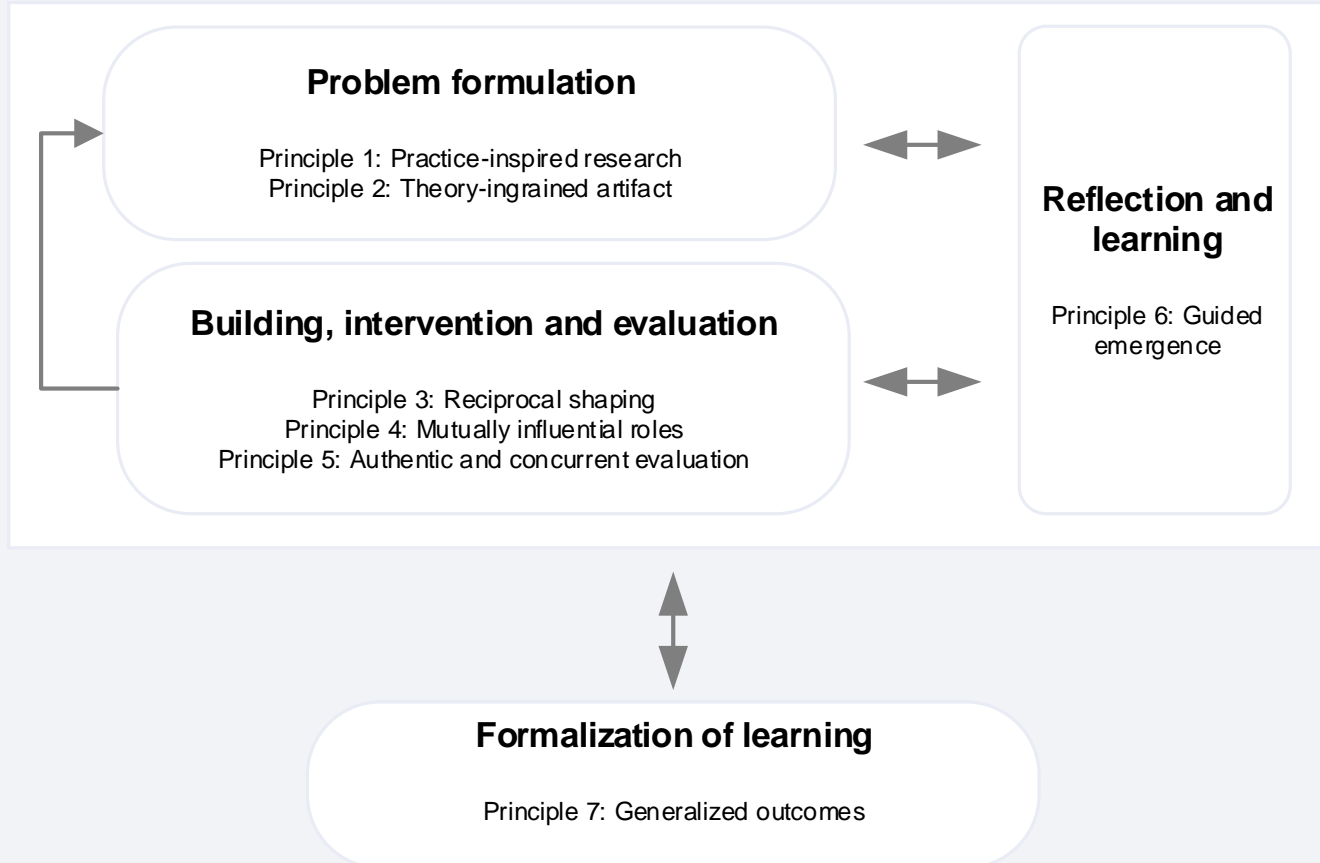 Problem formulation
Principle 1: Practice-inspired research
Principle 2: Theory-ingrained artifact
Building, intervention and evaluation
Principle 3: Reciprocal shaping
Principle 4: Mutually influential roles
Principle 5: Authentic and concurrent evaluation
Reflection and
learning
Principle 6: Guided
emergence
Formalization of learning
Principle 7: Generalized outcomes